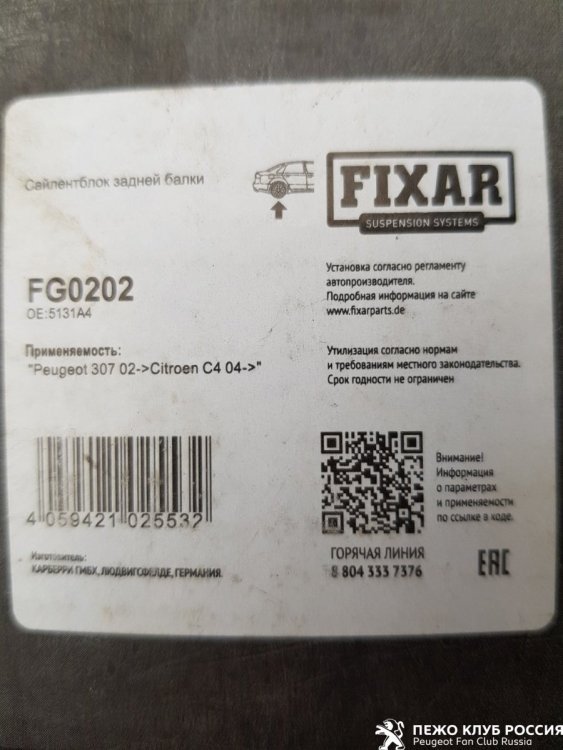 Сайлентблок задней балки
FIXAR
SUSPENSION SYSTEMS
FG0202
OE:5131A4
Установка согласно регламенту
автопроизводителя.
Подробная информация на сайте
www.fixarparts.de
Применяемость:
"Peugeot 307 02->Citroen C4 04->"
Утилизация согласно нормам
и требованиям местного законодательства.
Срок годности не ограничен
Внимание!
Информация
о параметрах
и применяемости
по ссылке в коде.
4 059421 025532
Изготовитель:
КАРБЕРРИ ГМБХ, ЛЮДВИГСФЕЛДЕ, ГЕРМАНИЯ.
ГОРЯЧАЯ ЛИНИЯ
8 804 333 7376
EAC
ПЕЖО КЛУБ РОССИЯ
Peugeot Fan Club Russia